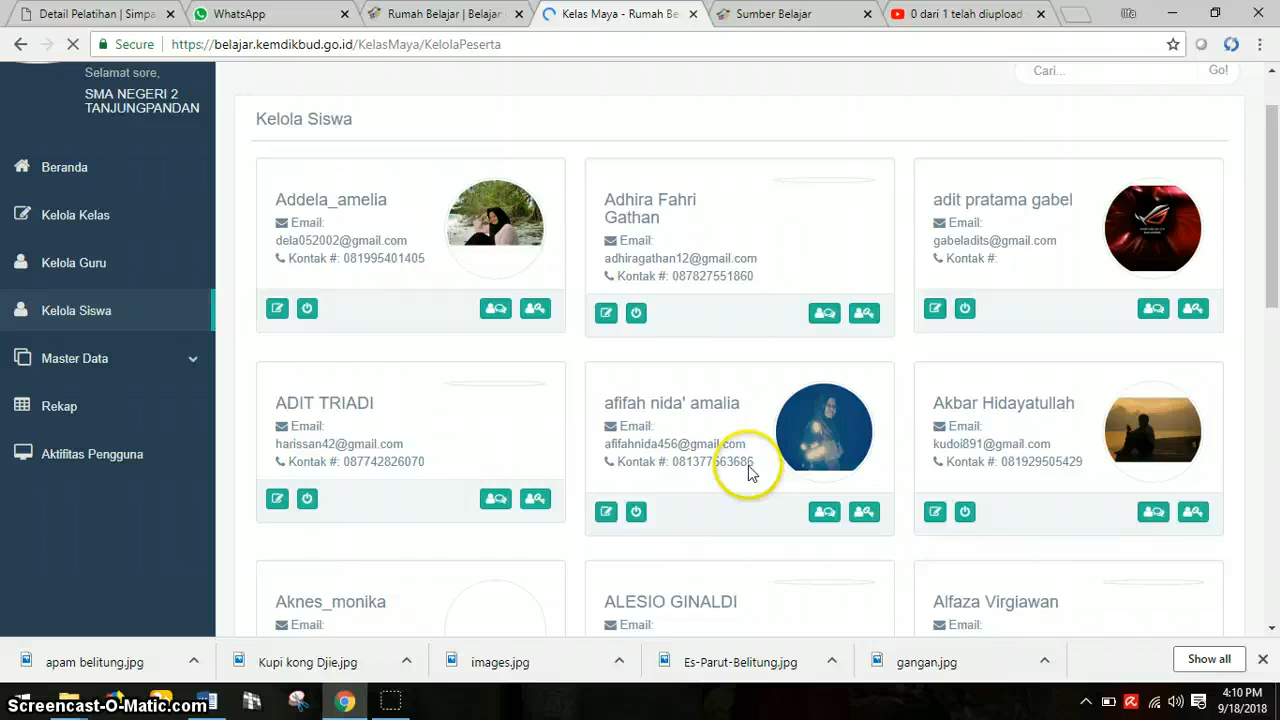 Detail Pelatihan | Simpa
WhatsApp
Rumah Belajar | Belajar
Kelas Maya - Rumah Be
Sumber Belajar
0 dari 1 telah diupload
Secure
https://belajar.kemdikbud.go.id/KelasMaya/KelolaPeserta
Selamat sore,
SMA NEGERI 2
TANJUNGPANDAN
Beranda
Kelola Kelas
Kelola Guru
Kelola Siswa
Master Data
Rekap
Aktifitas Pengguna
Cari...
Go!
Kelola Siswa
Addela_amelia
Email:
dela052002@gmail.com
Kontak #: 081995401405
Adhira Fahri
Gathan
Email:
adhiragathan12@gmail.com
Kontak #: 087827551860
adit pratama gabel
Email:
gabeladits@gmail.com
Kontak #:
ADIT TRIADI
Email:
harissan42@gmail.com
Kontak #: 087742826070
afifah nida' amalia
Email:
afifahnida456@gmail.com
Kontak #: 081377563686
Akbar Hidayatullah
Email:
kudoi891@gmail.com
Kontak #: 081929505429
Aknes_monika
Email:
ALESIO GINALDI
Email:
Alfaza Virgiawan
Email:
apam belitung.jpg
Kupi kong Djie.jpg
images.jpg
Es-Parut-Belitung.jpg
gangan.jpg
Show all
Screencast-O-Matic.com
4:10 PM
9/18/2018